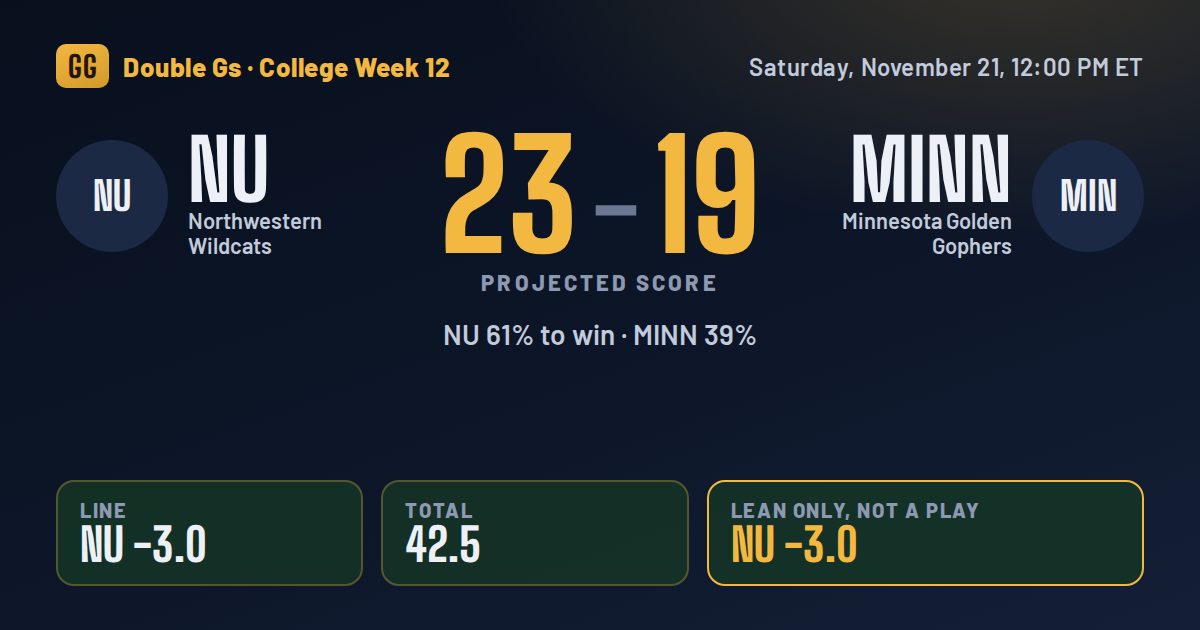 GG
Double Gs · College Week 12
Saturday, November 21, 12:00 PM ET
NU
NU
Northwestern
Wildcats
23 – 19
PROJECTED SCORE
NU 61% to win · MINN 39%
MINN
Minnesota Golden
Gophers
MIN
LINE
NU -3.0
TOTAL
42.5
LEAN ONLY, NOT A PLAY
NU -3.0